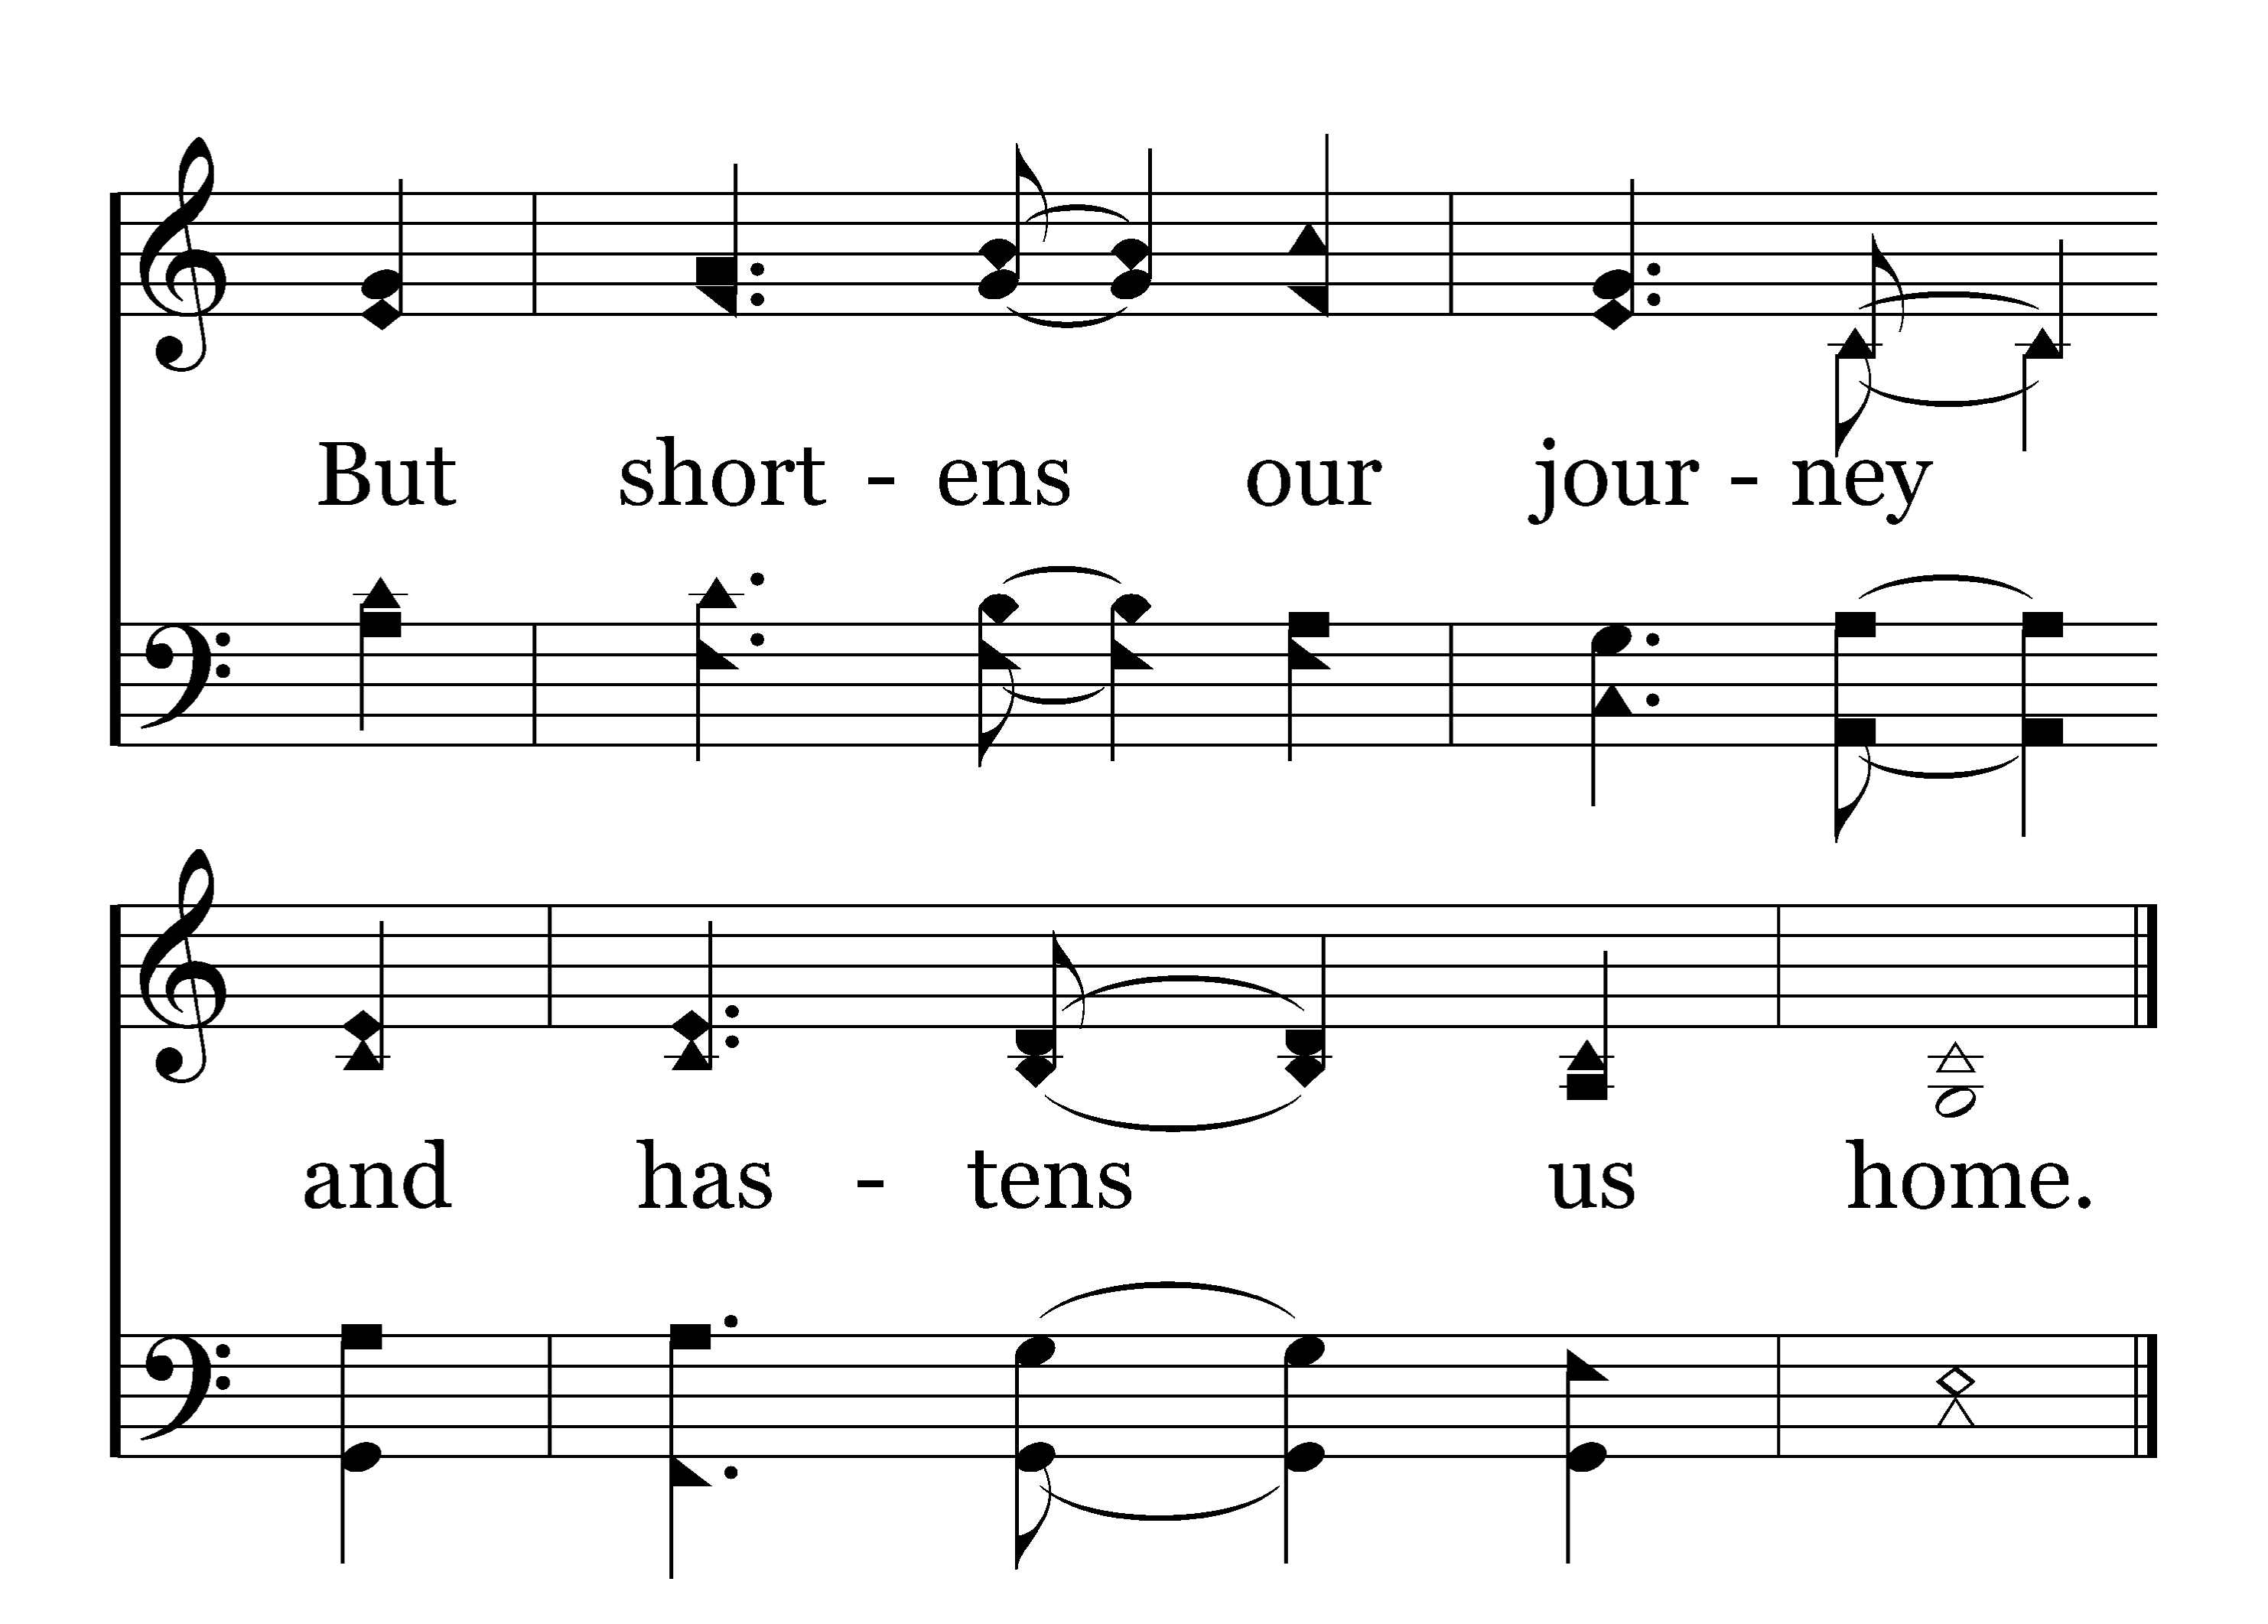 But short - ens our jour - ney
and has - tens us home.